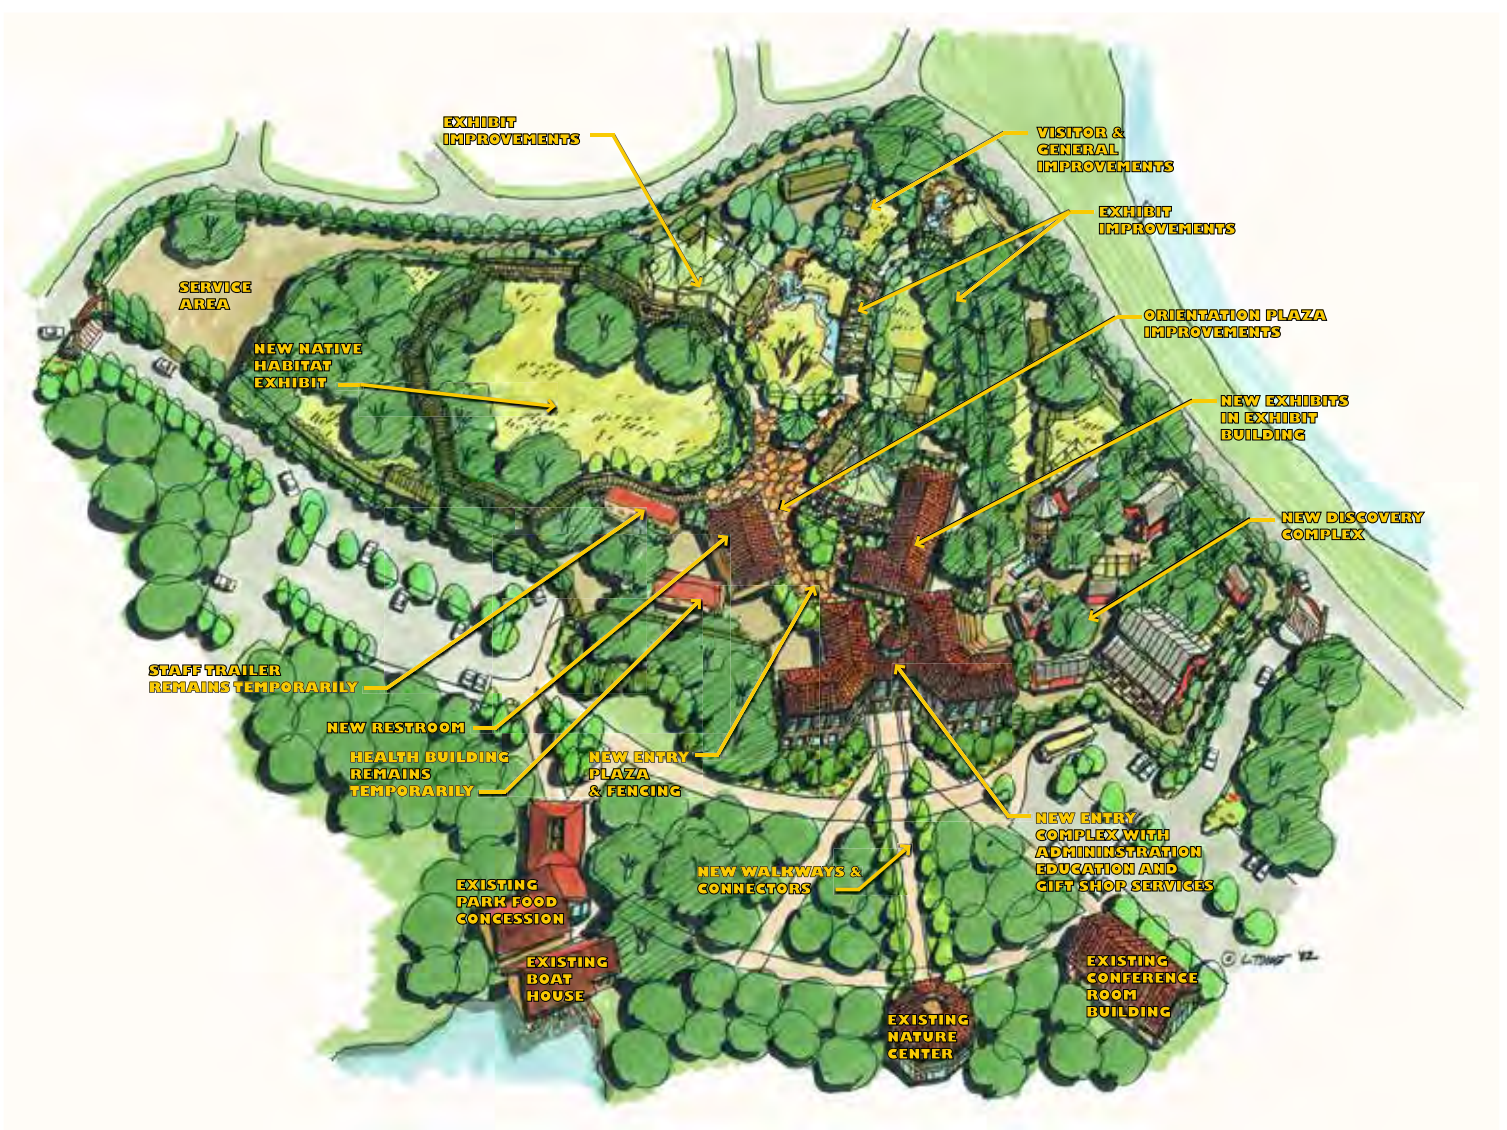 EXHIBIT
IMPROVEMENTS
VISITOR &
GENERAL
IMPROVEMENTS
EXHIBIT
IMPROVEMENTS
SERVICE
AREA
ORIENTATION PLAZA
IMPROVEMENTS
NEW NATIVE
HABITAT
EXHIBIT
NEW EXHIBITS
IN EXHIBIT
BUILDING
NEW DISCOVERY
COMPLEX
STAFF TRAILER
REMAINS TEMPORARILY
NEW RESTROOM
HEALTH BUILDING
REMAINS
TEMPORARILY
NEW ENTRY
PLAZA
& FENCING
NEW ENTRY
COMPLEX WITH
ADMININSTRATION
EDUCATION AND
GIFT SHOP SERVICES
NEW WALKWAYS &
CONNECTORS
EXISTING
PARK FOOD
CONCESSION
EXISTING
BOAT
HOUSE
EXISTING
CONFERENCE
ROOM
BUILDING
EXISTING
NATURE
CENTER